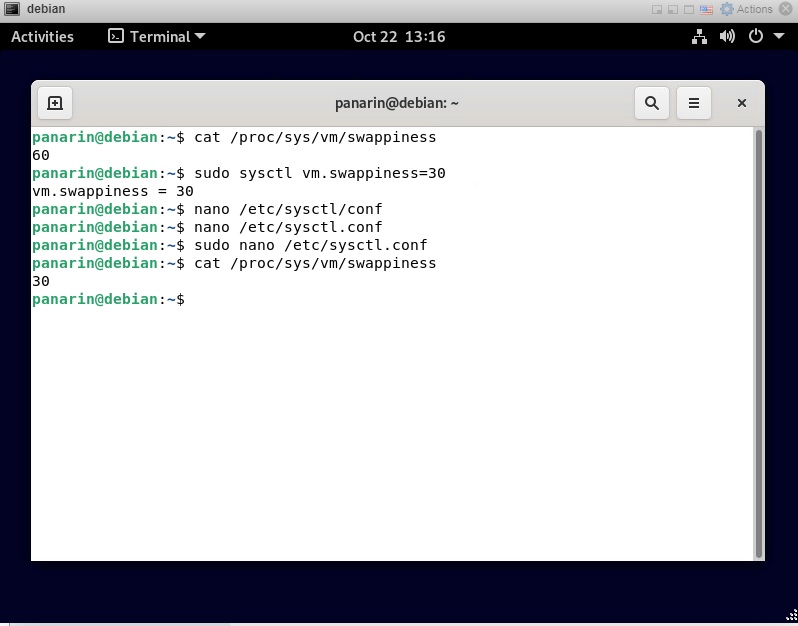 debian
Actions
Activities
Terminal
Oct 22 13:16
panarin@debian: ~
panarin@debian:~$ cat /proc/sys/vm/swappiness
60
panarin@debian:~$ sudo sysctl vm.swappiness=30
vm.swappiness = 30
panarin@debian:~$ nano /etc/sysctl/conf
panarin@debian:~$ nano /etc/sysctl.conf
panarin@debian:~$ sudo nano /etc/sysctl.conf
panarin@debian:~$ cat /proc/sys/vm/swappiness
30
panarin@debian:~$